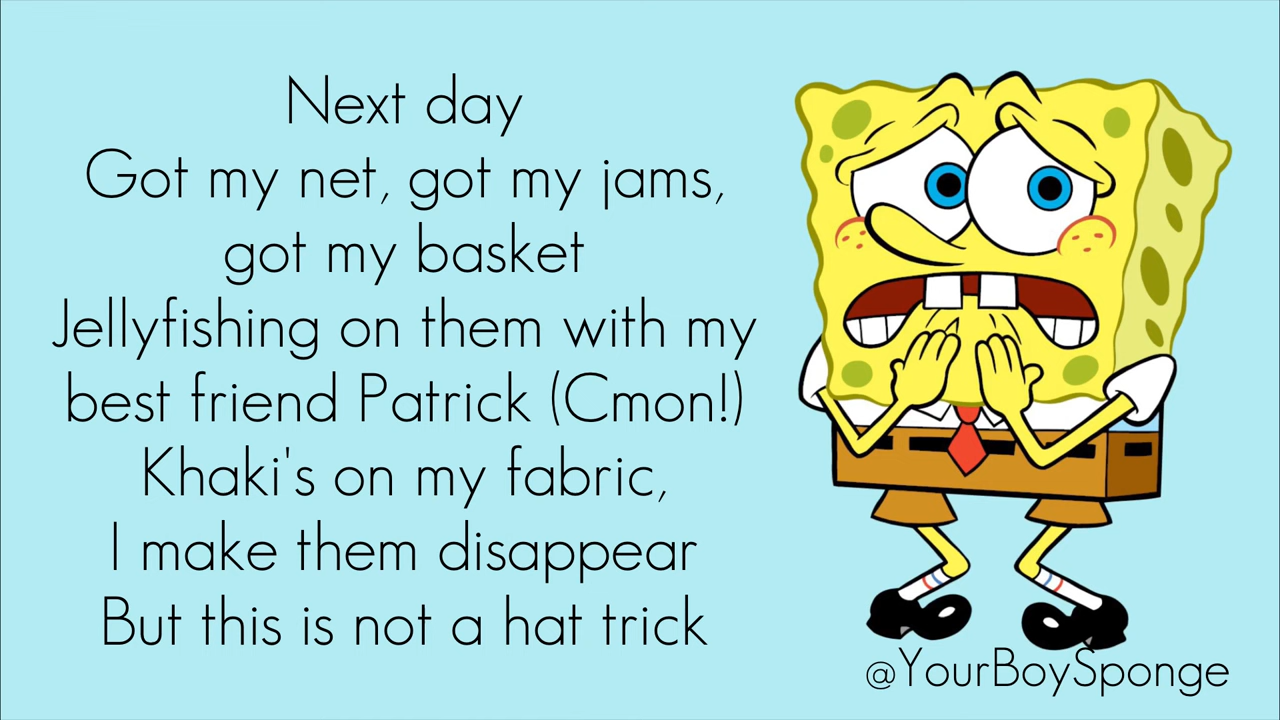 Next day
Got my net, got my jams,
got my basket
Jellyfishing on them with my
best friend Patrick (Cmon!)
Khaki's on my fabric,
I make them disappear
But this is not a hat trick
@YourBoySponge